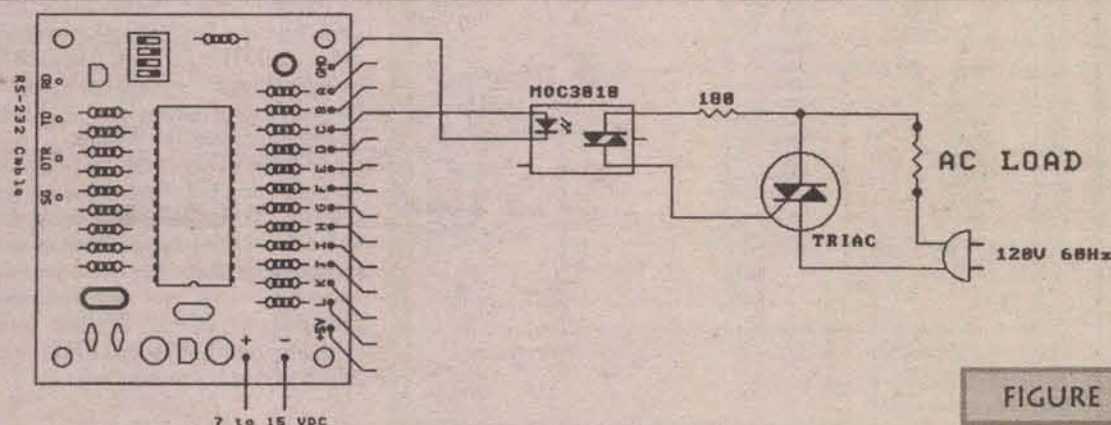 RS-232 Cable
RD
TD
DTR
SG
GND
A
B
C
D
E
F
G
H
I
J
K
L
+5V
+
-
7 to 15 VDC
MOC3010
180
TRIAC
AC LOAD
120V 60Hz
FIGURE